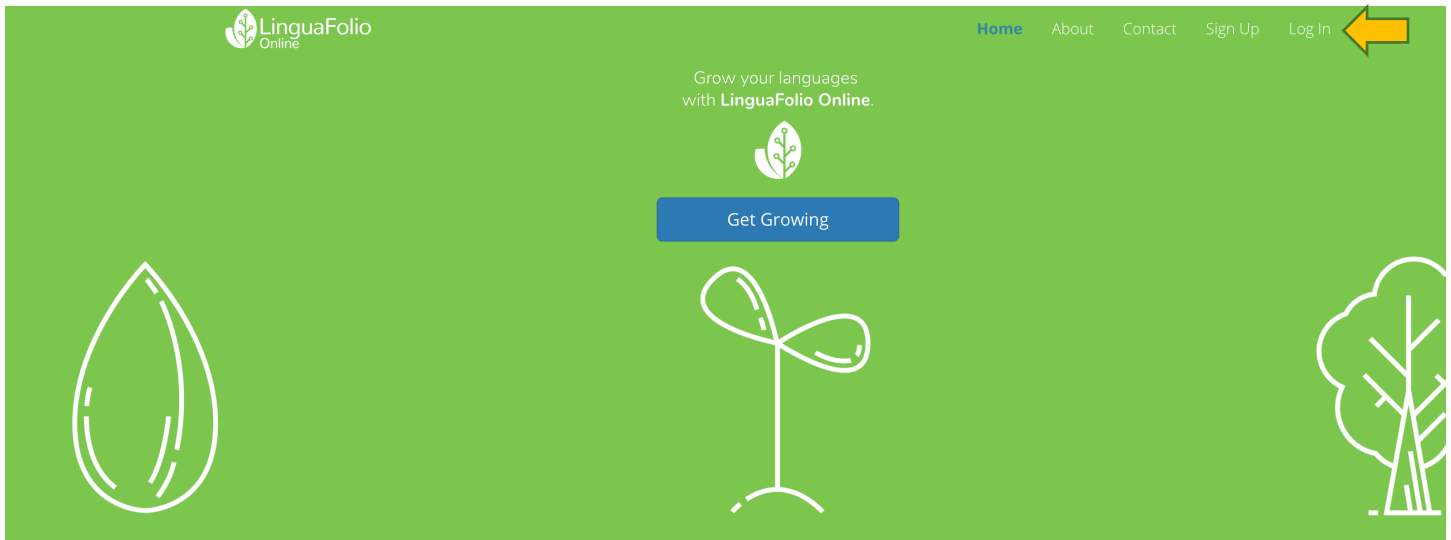 LinguaFolio
Online
Home About Contact Sign Up Log In
Grow your languages
with LinguaFolio Online.
Get Growing